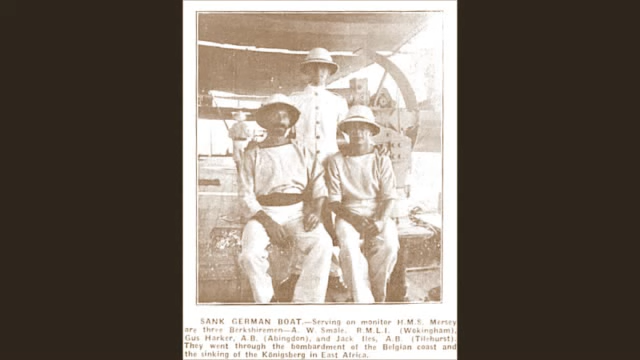 SANK GERMAN BOAT.—Serving on monitor H.M.S. Mersey
are three Berkshiremen—A. W. Smale, R.M.L.I. (Wokingham),
Gus Harker, A.B. (Abingdon), and Jack Iles, A.B. (Tilehurst).
They went through the bombardment of the Belgian coast and
the sinking of the Königsberg in East Africa.